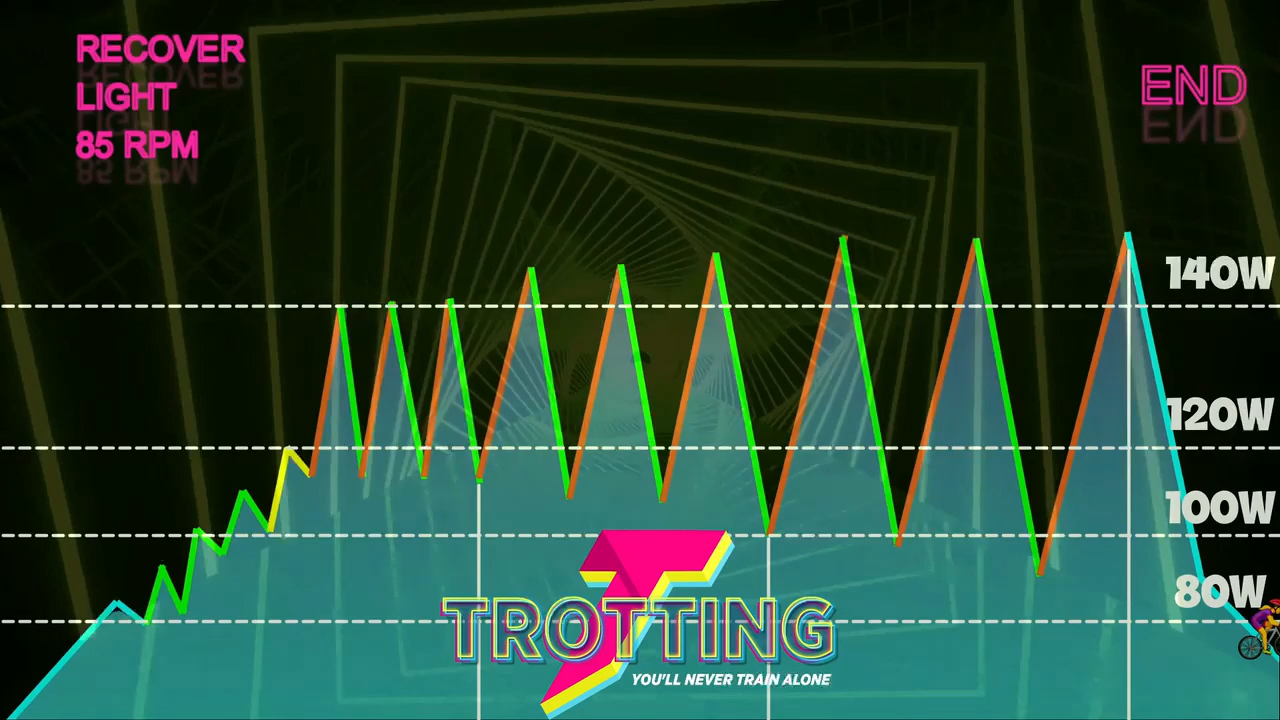 RECOVER
LIGHT
85 RPM
END
140W
120W
100W
80W
TROTTING
YOU'LL NEVER TRAIN ALONE